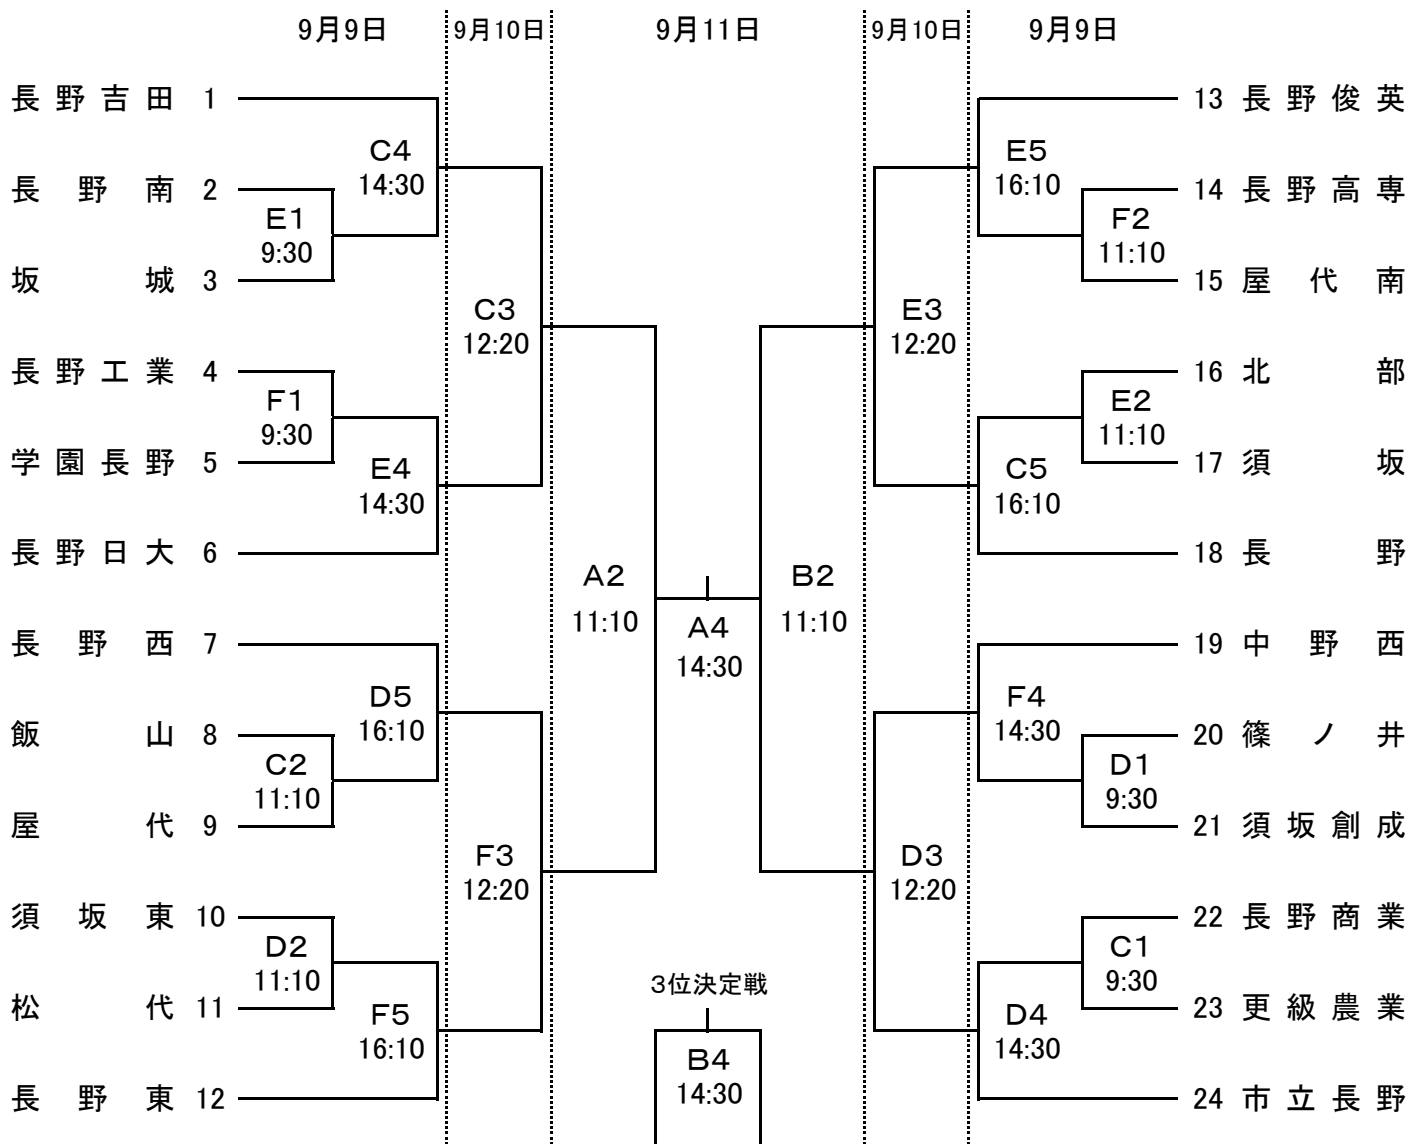 9月9日 9月10日 9月11日 9月10日 9月9日
長野吉田 1
C4
14:30
長野南 2
E1
9:30
坂城 3
C3
12:20
長野工業 4
F1
9:30
学園長野 5
E4
14:30
長野日大 6
A2
11:10
長野西 7
D5
16:10
飯山 8
C2
11:10
屋代 9
F3
12:20
須坂東 10
D2
11:10
松代 11
F5
16:10
長野東 12
A4
14:30
3位決定戦
B4
14:30
13 長野俊英
E5
16:10
14 長野高専
F2
11:10
15 屋代南
E3
12:20
16 北部
E2
11:10
17 須坂
C5
16:10
18 長野
B2
11:10
19 中野西
F4
14:30
20 篠ノ井
D1
9:30
21 須坂創成
D3
12:20
22 長野商業
C1
9:30
23 更級農業
D4
14:30
24 市立長野